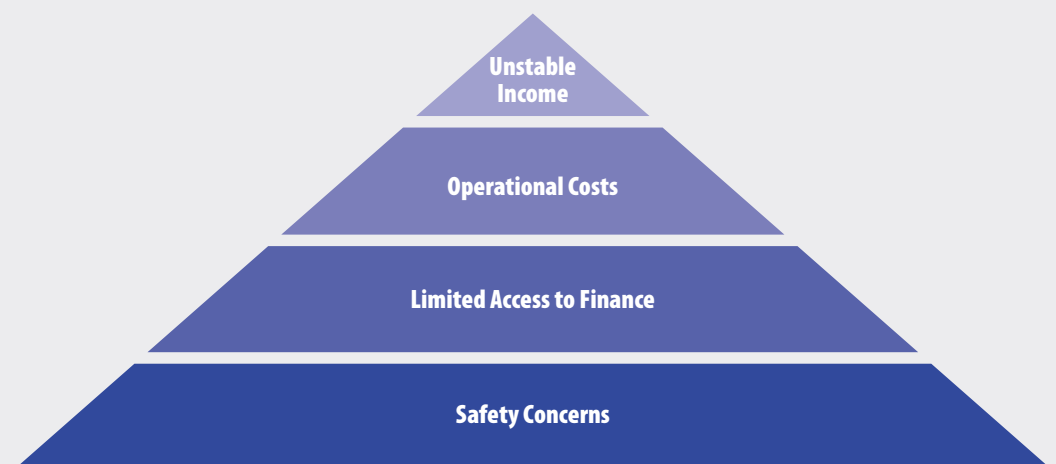 Unstable
Income
Operational Costs
Limited Access to Finance
Safety Concerns